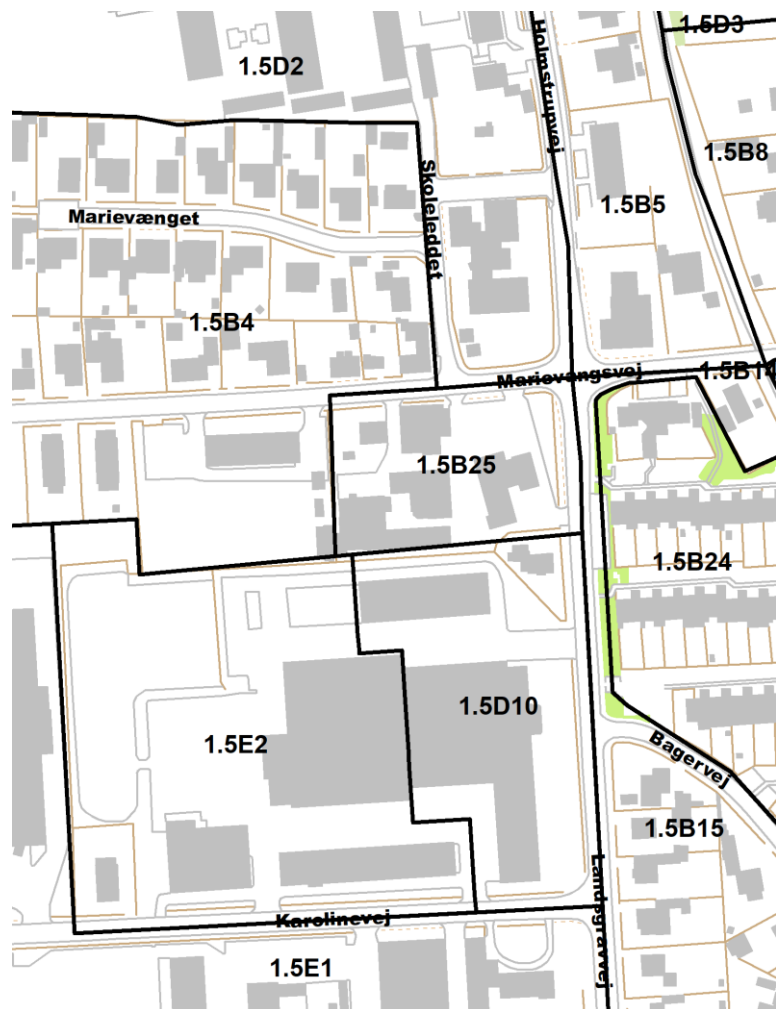 1.5D3
1.5D2
Holmstrupvej
1.5B8
Skoleleddet
1.5B5
Marievænget
1.5B4
Marievangsvej
1.5B14
1.5B25
1.5B24
1.5D10
1.5E2
Bagervej
1.5B15
Landsgravvej
Karolinevej
1.5E1